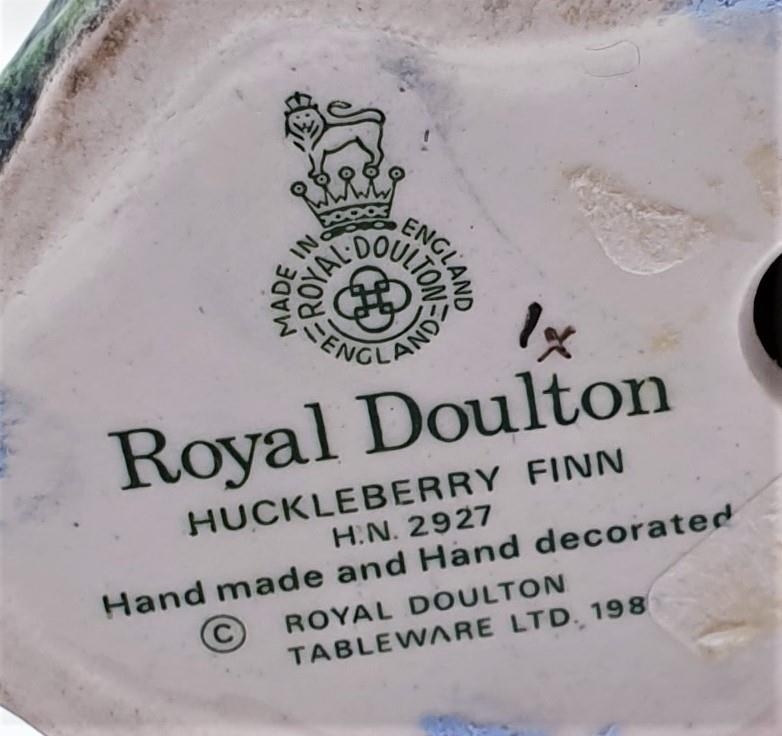 MADE IN ENGLAND
ROYAL·DOULTON
ENGLAND
1x
Royal Doulton
HUCKLEBERRY FINN
H.N. 2927
Hand made and Hand decorated
© ROYAL DOULTON
TABLEWARE LTD. 198